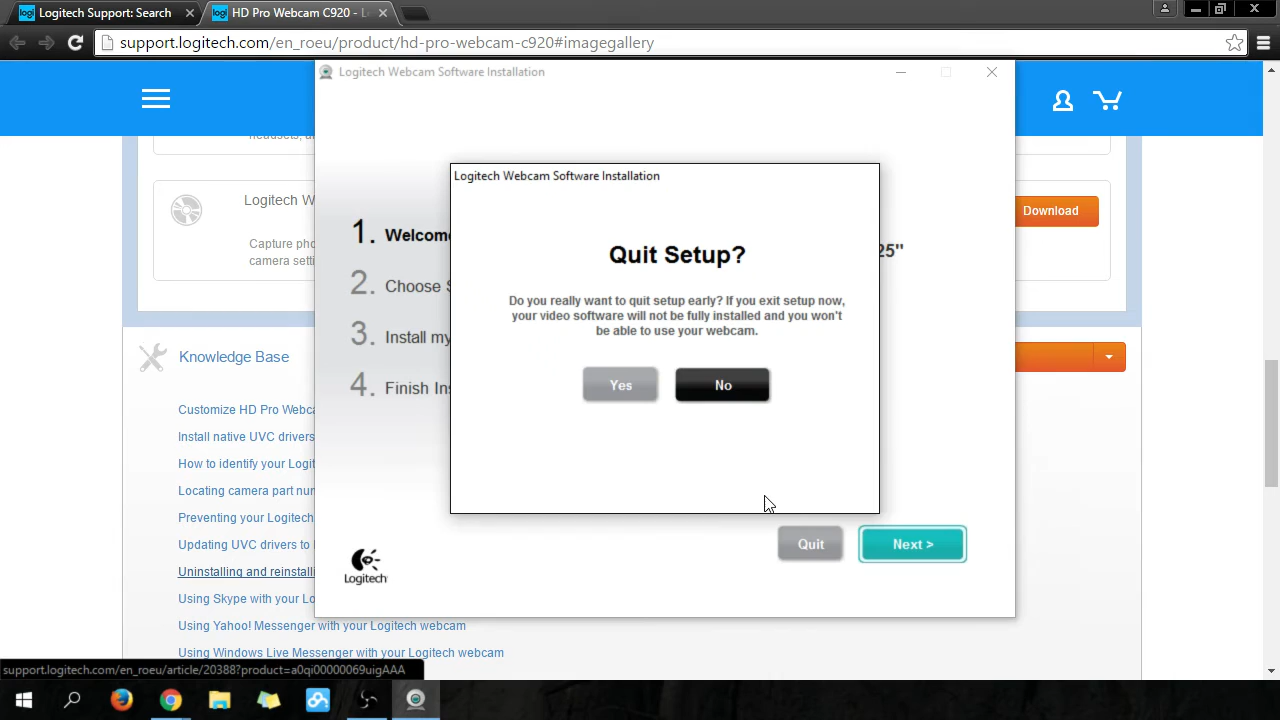 Logitech Support: Search
HD Pro Webcam C920 - L
support.logitech.com/en_roeu/product/hd-pro-webcam-c920#imagegallery
Logitech Webcam Software Installation
headsets, a
Logitech W
Capture pho
camera setti
Download
1. Welcome
2. Choose S
3. Install my
4. Finish Ins
25"
Logitech Webcam Software Installation
Quit Setup?
Do you really want to quit setup early? If you exit setup now,
your video software will not be fully installed and you won't
be able to use your webcam.
Yes
No
Quit
Next >
Logitech
Knowledge Base
Customize HD Pro Webca
Install native UVC drivers
How to identify your Logit
Locating camera part num
Preventing your Logitech
Updating UVC drivers to
Uninstalling and reinstalli
Using Skype with your Lo
Using Yahoo! Messenger with your Logitech webcam
Using Windows Live Messenger with your Logitech webcam
support.logitech.com/en_roeu/article/20388?product=a0qi00000069uigAAA